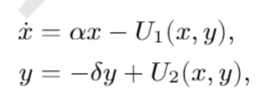 ẋ = αx − U₁(x, y),
y = −δy + U₂(x, y),